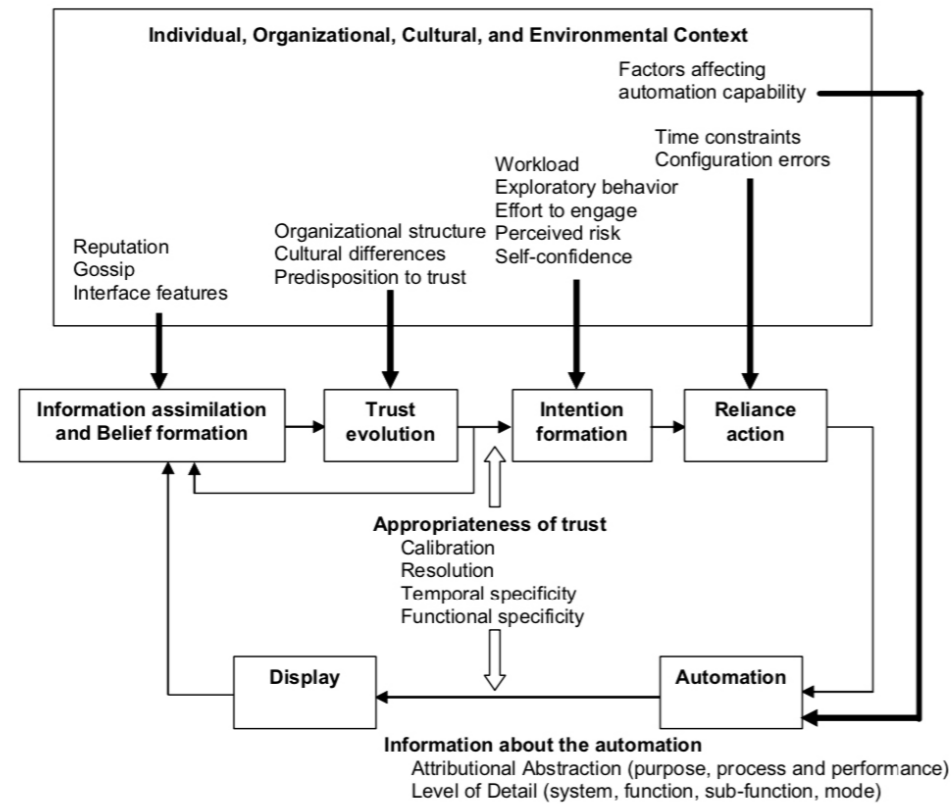 Individual, Organizational, Cultural, and Environmental Context
Factors affecting
automation capability
Time constraints
Configuration errors
Workload
Exploratory behavior
Effort to engage
Perceived risk
Self-confidence
Organizational structure
Cultural differences
Predisposition to trust
Reputation
Gossip
Interface features
Information assimilation
and Belief formation
Trust
evolution
Intention
formation
Reliance
action
Appropriateness of trust
Calibration
Resolution
Temporal specificity
Functional specificity
Display
Automation
Information about the automation
Attributional Abstraction (purpose, process and performance)
Level of Detail (system, function, sub-function, mode)